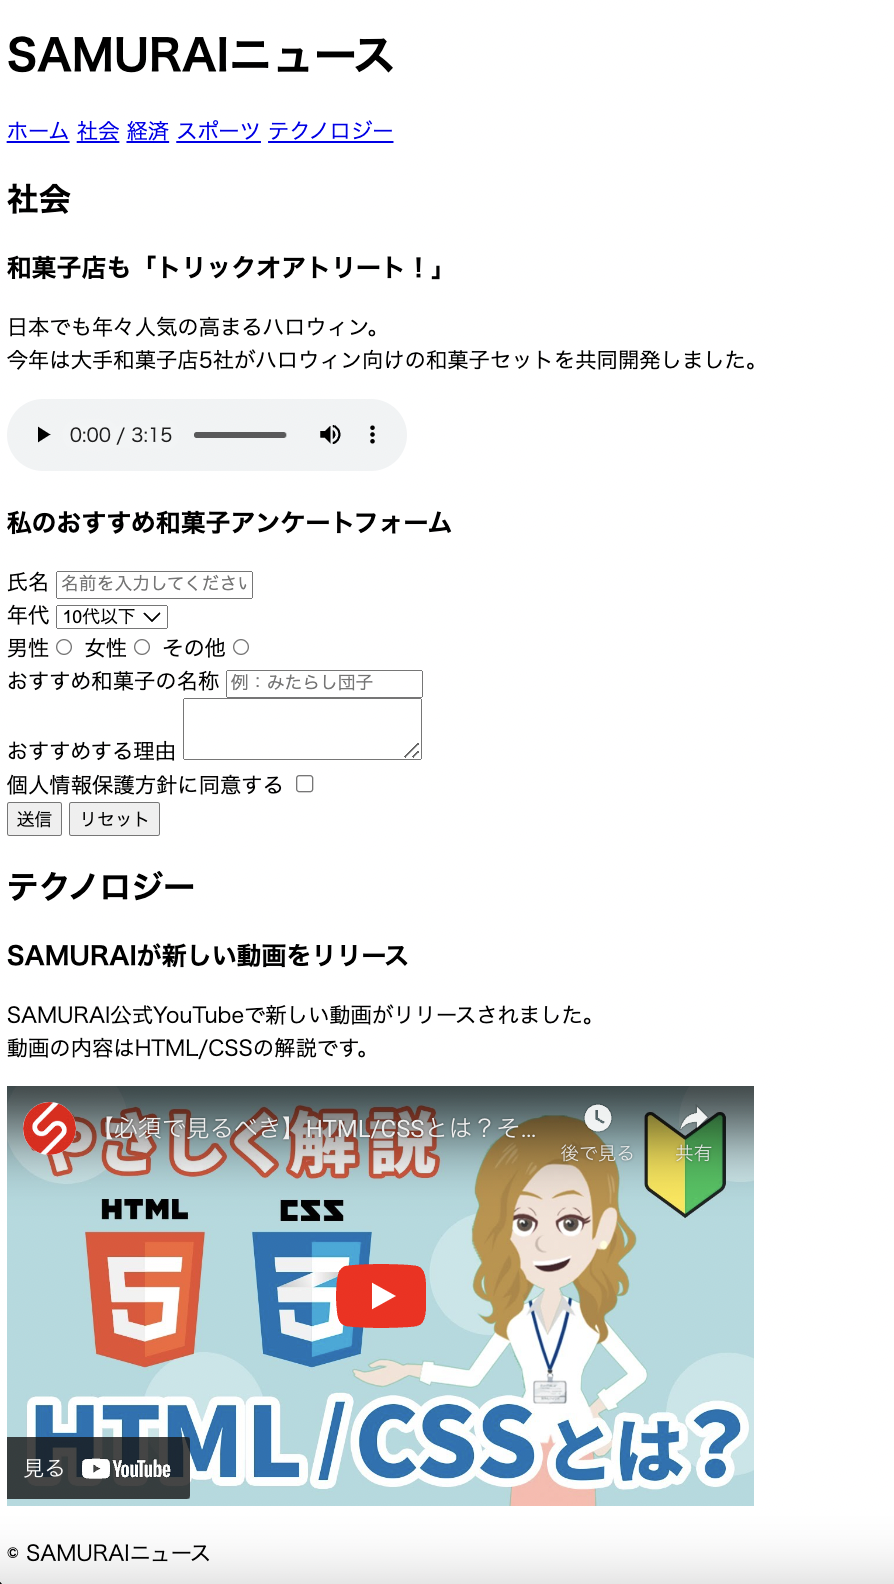 SAMURAIニュース
ホーム 社会 経済 スポーツ テクノロジー
社会
和菓子店も「トリックオアトリート！」
日本でも年々人気の高まるハロウィン。
今年は大手和菓子店5社がハロウィン向けの和菓子セットを共同開発しました。
0:00 / 3:15
私のおすすめ和菓子アンケートフォーム
氏名 名前を入力してください
年代 10代以下
男性 女性 その他
おすすめ和菓子の名称 例：みたらし団子
おすすめする理由
個人情報保護方針に同意する
送信 リセット
テクノロジー
SAMURAIが新しい動画をリリース
SAMURAI公式YouTubeで新しい動画がリリースされました。
動画の内容はHTML/CSSの解説です。
やさしく解説
【必須で見るべき】HTML/CSSとは？そ...
後で見る 共有
HTML CSS
5 3
HTML/CSSとは？
見る YouTube
© SAMURAIニュース